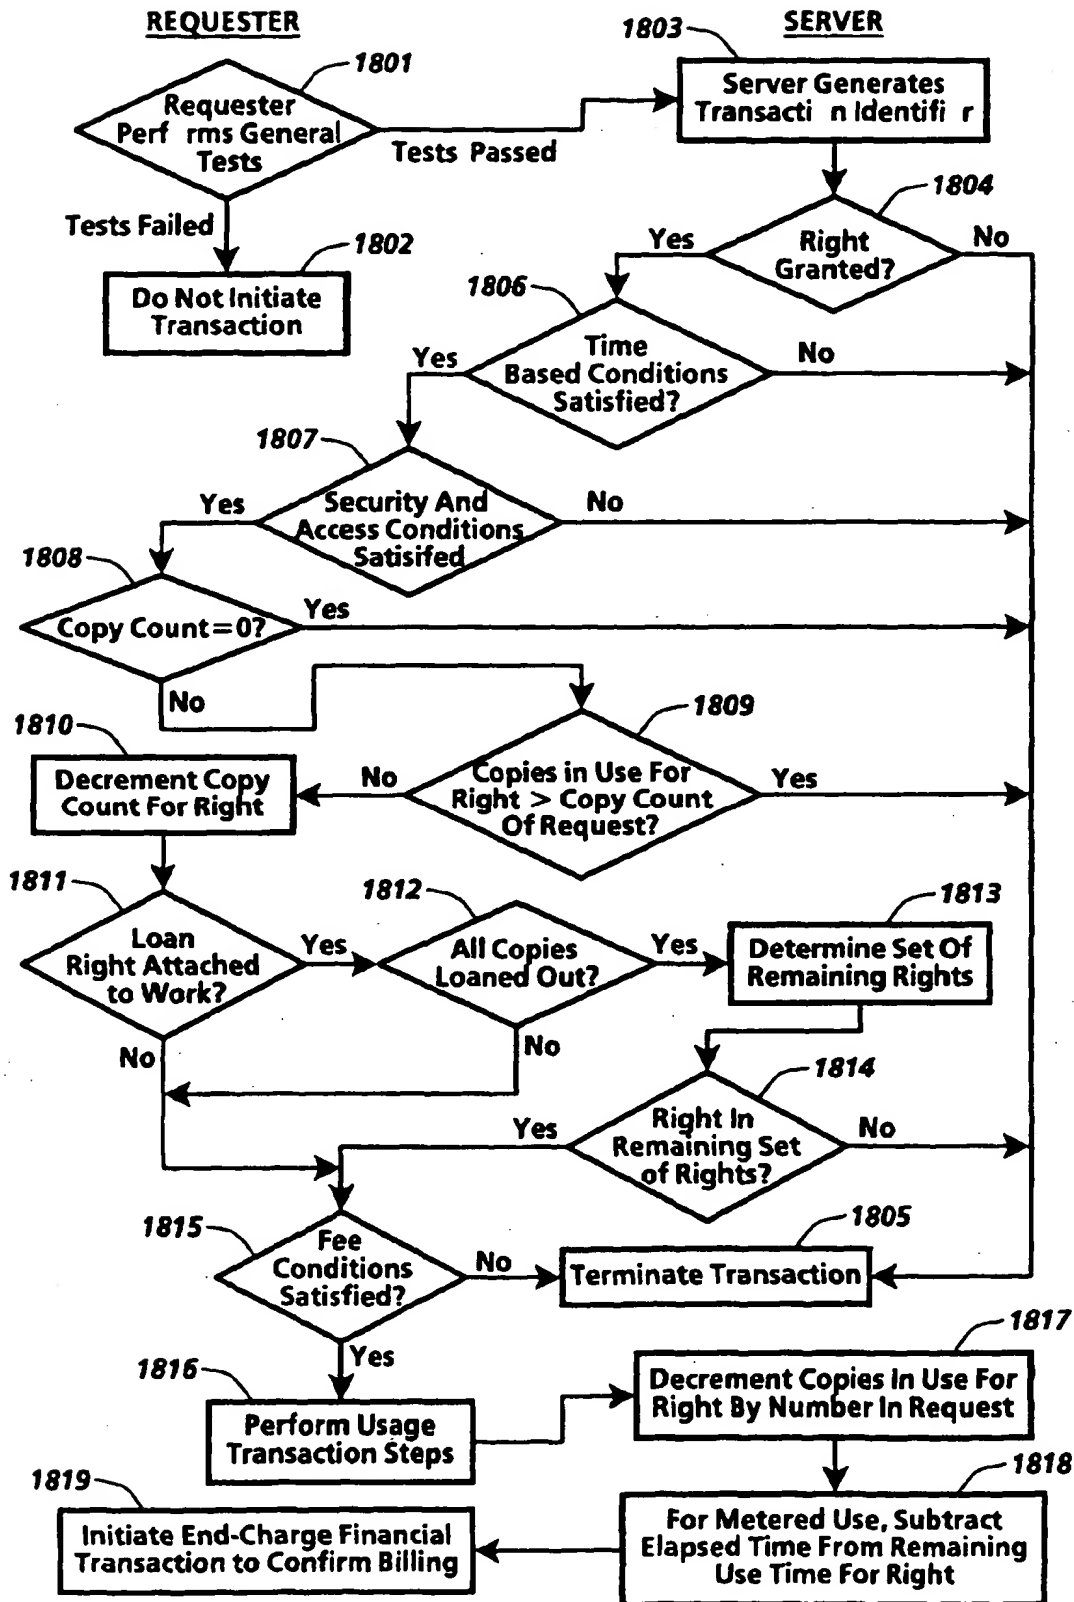 REQUESTER
SERVER
1801
1803
Requester
Perf rms General
Tests
Tests Passed
Server Generates
Transacti n Identifi r
Tests Failed
1802
Do Not Initiate
Transaction
1804
Yes
Right
Granted?
No
1806
Yes
Time
Based Conditions
Satisfied?
No
1807
Yes
Security And
Access Conditions
Satisifed
No
1808
Copy Count=0?
Yes
No
1809
Copies in Use For
Right > Copy Count
Of Request?
No
Yes
1810
Decrement Copy
Count For Right
1811
Loan
Right Attached
to Work?
Yes
No
1812
All Copies
Loaned Out?
Yes
No
1813
Determine Set Of
Remaining Rights
1814
Yes
Right In
Remaining Set
of Rights?
No
1815
Fee
Conditions
Satisfied?
No
Yes
1805
Terminate Transaction
1816
Perform Usage
Transaction Steps
1817
Decrement Copies In Use For
Right By Number In Request
1818
For Metered Use, Subtract
Elapsed Time From Remaining
Use Time For Right
1819
Initiate End-Charge Financial
Transaction to Confirm Billing